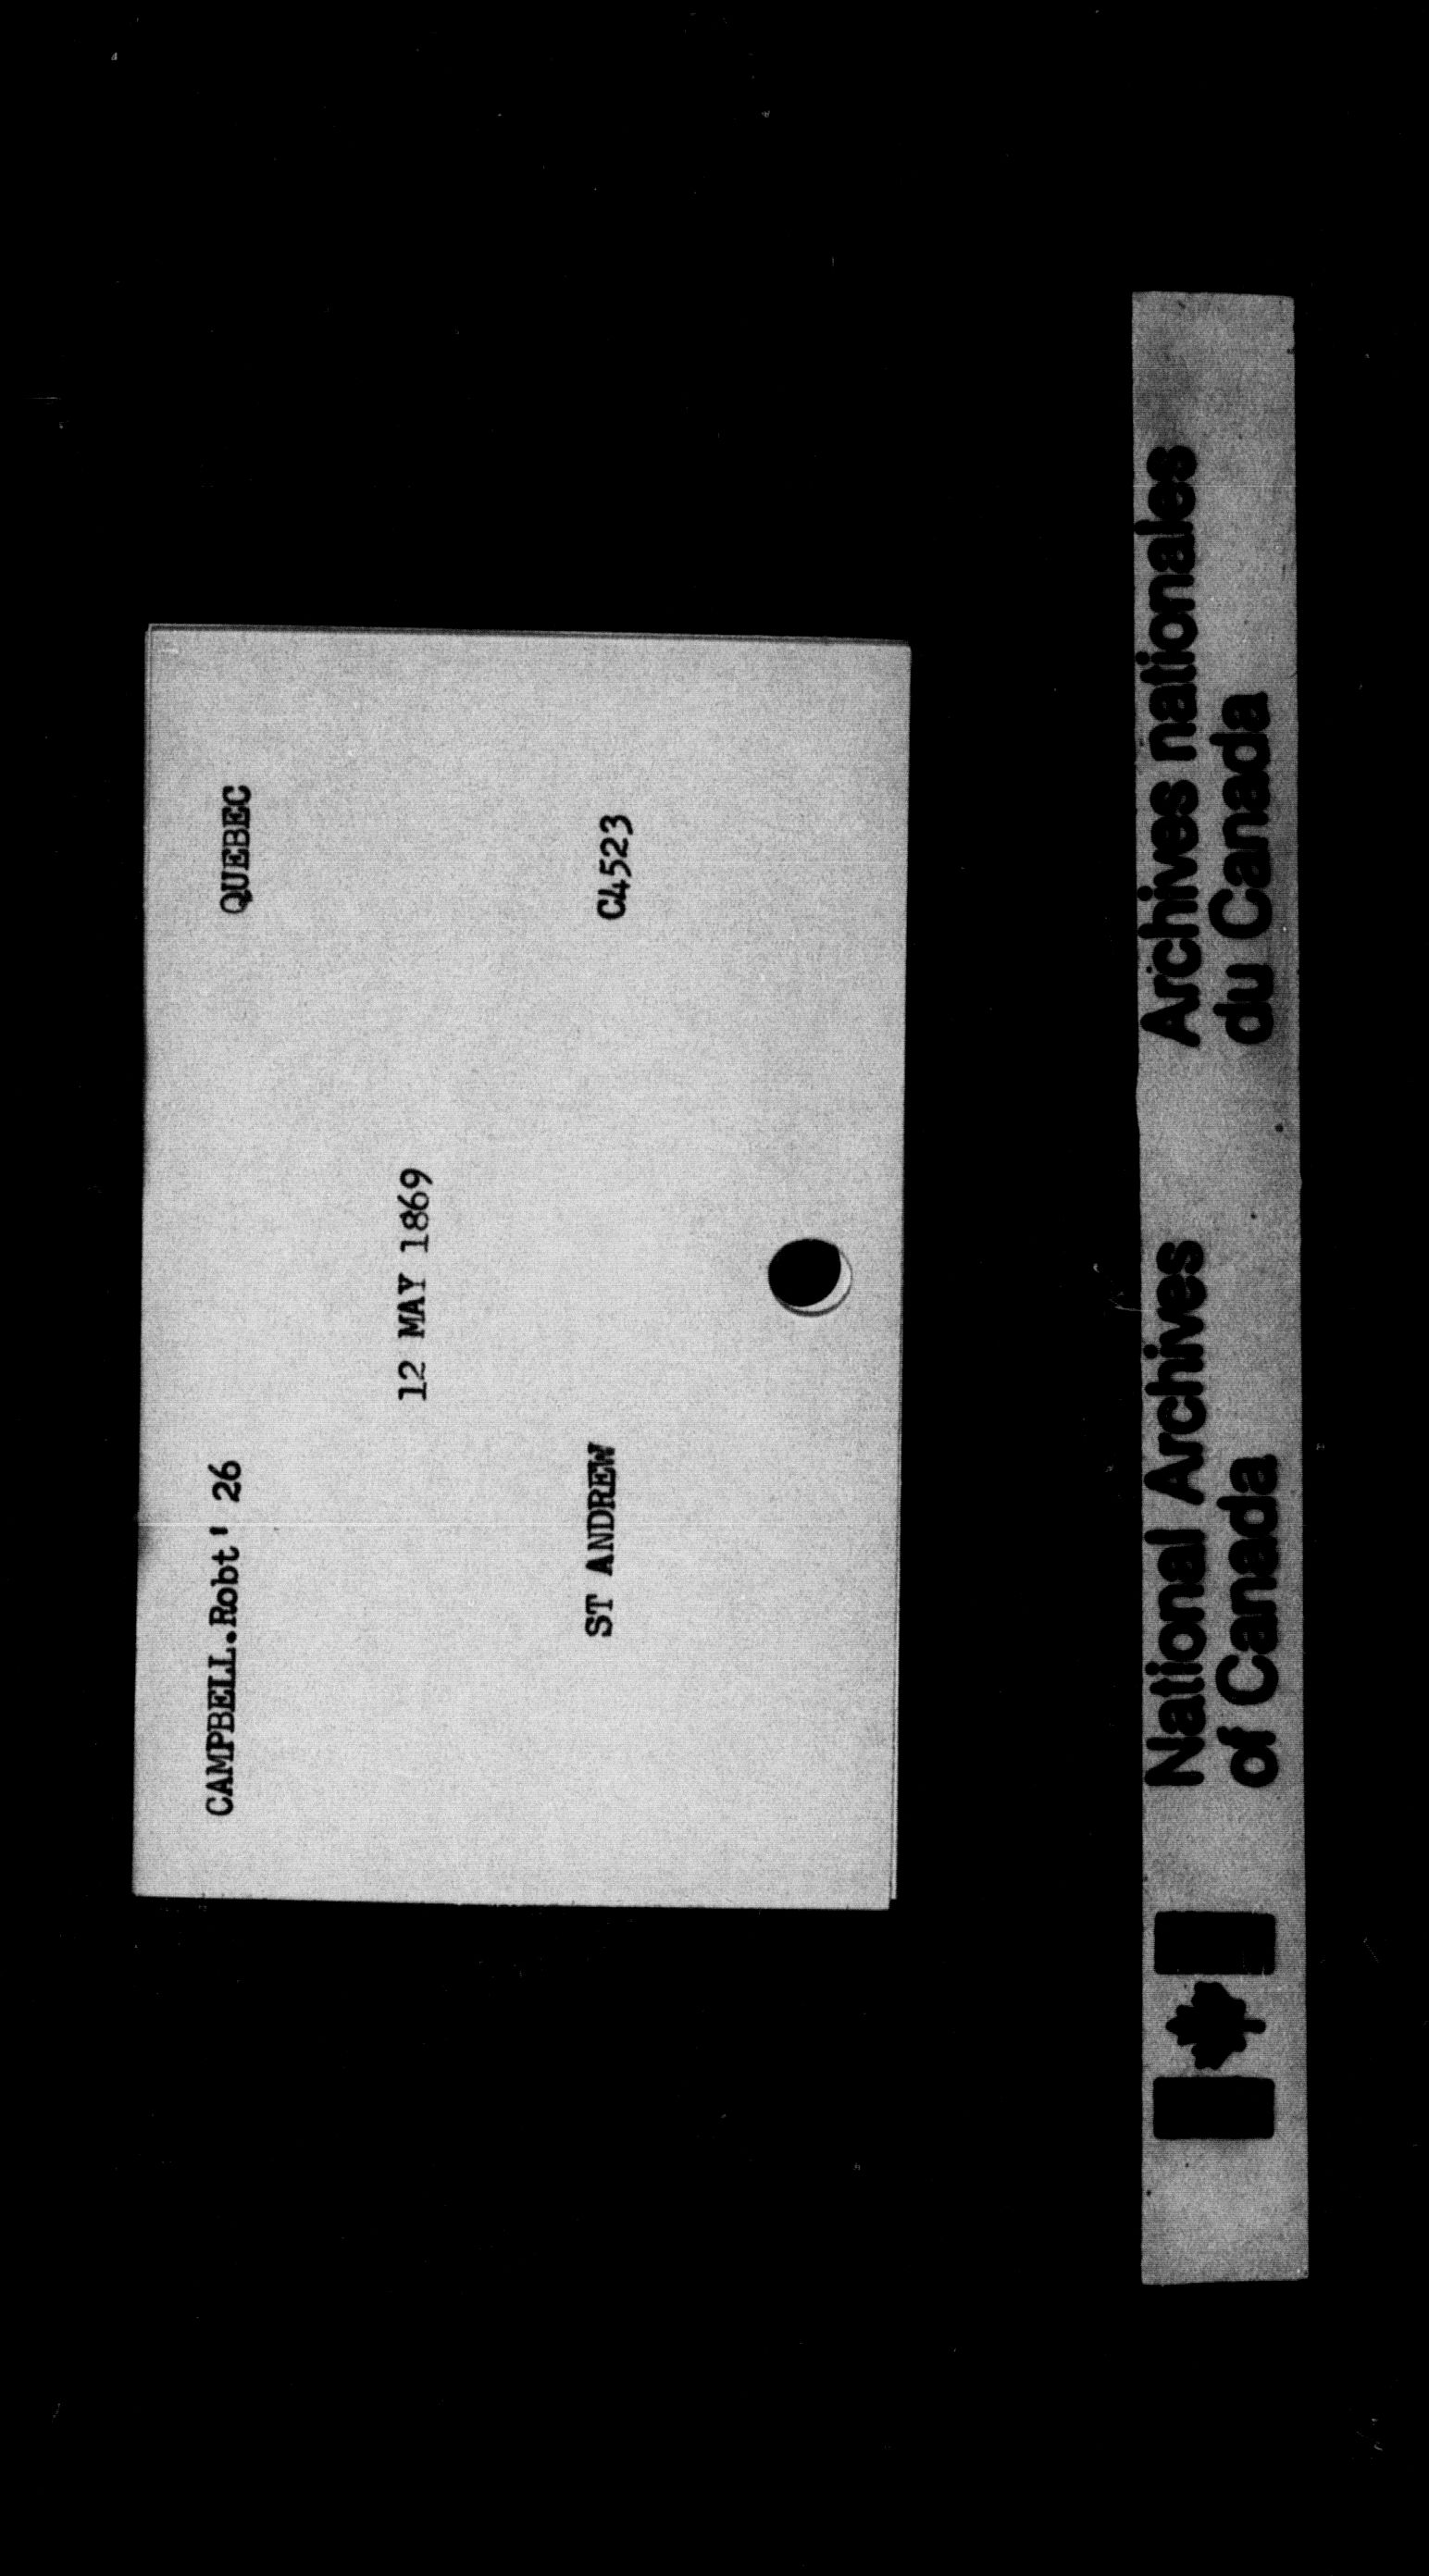 CAMPBELL.Robt' 26 QUEBEC
12 MAY 1869
ST ANDREW C4523
National Archives
of Canada
Archives nationales
du Canada